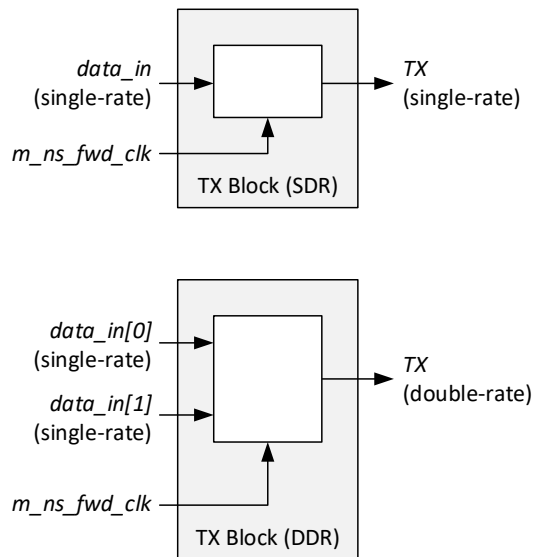 data_in
(single-rate)
TX
(single-rate)
m_ns_fwd_clk
TX Block (SDR)
data_in[0]
(single-rate)
TX
(double-rate)
data_in[1]
(single-rate)
m_ns_fwd_clk
TX Block (DDR)